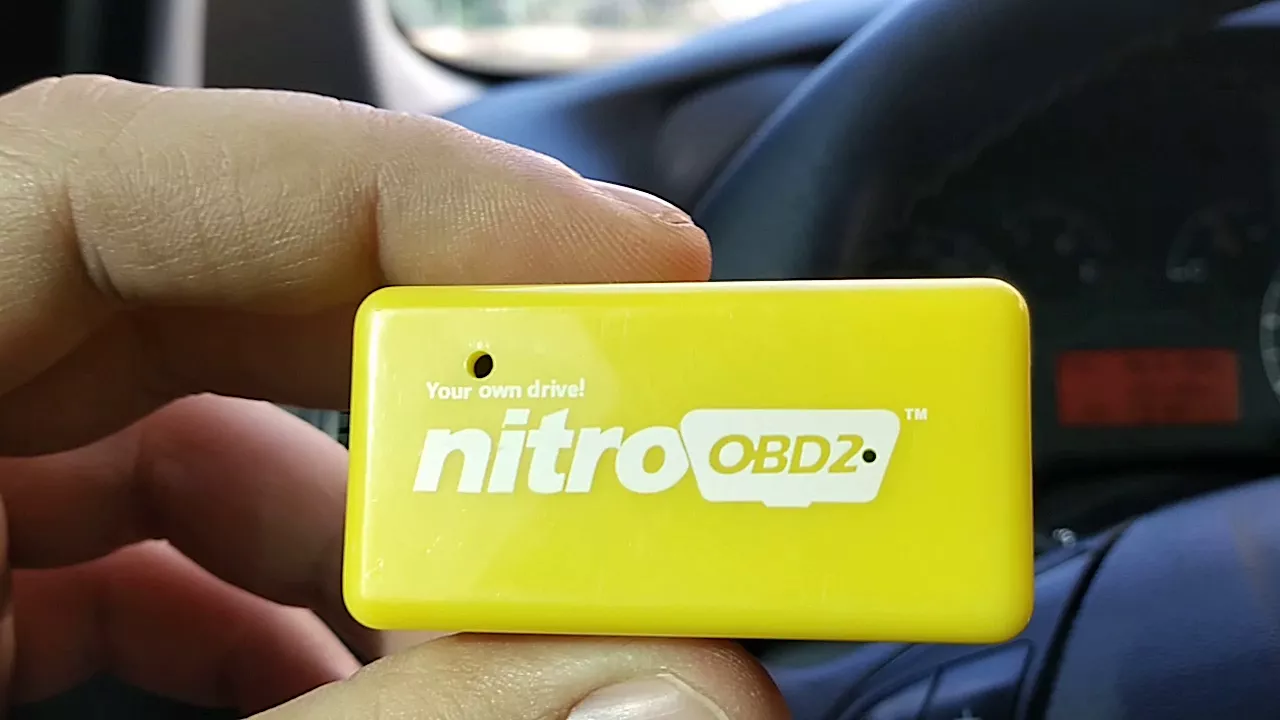 Your own drive!
nitro OBD2 ™